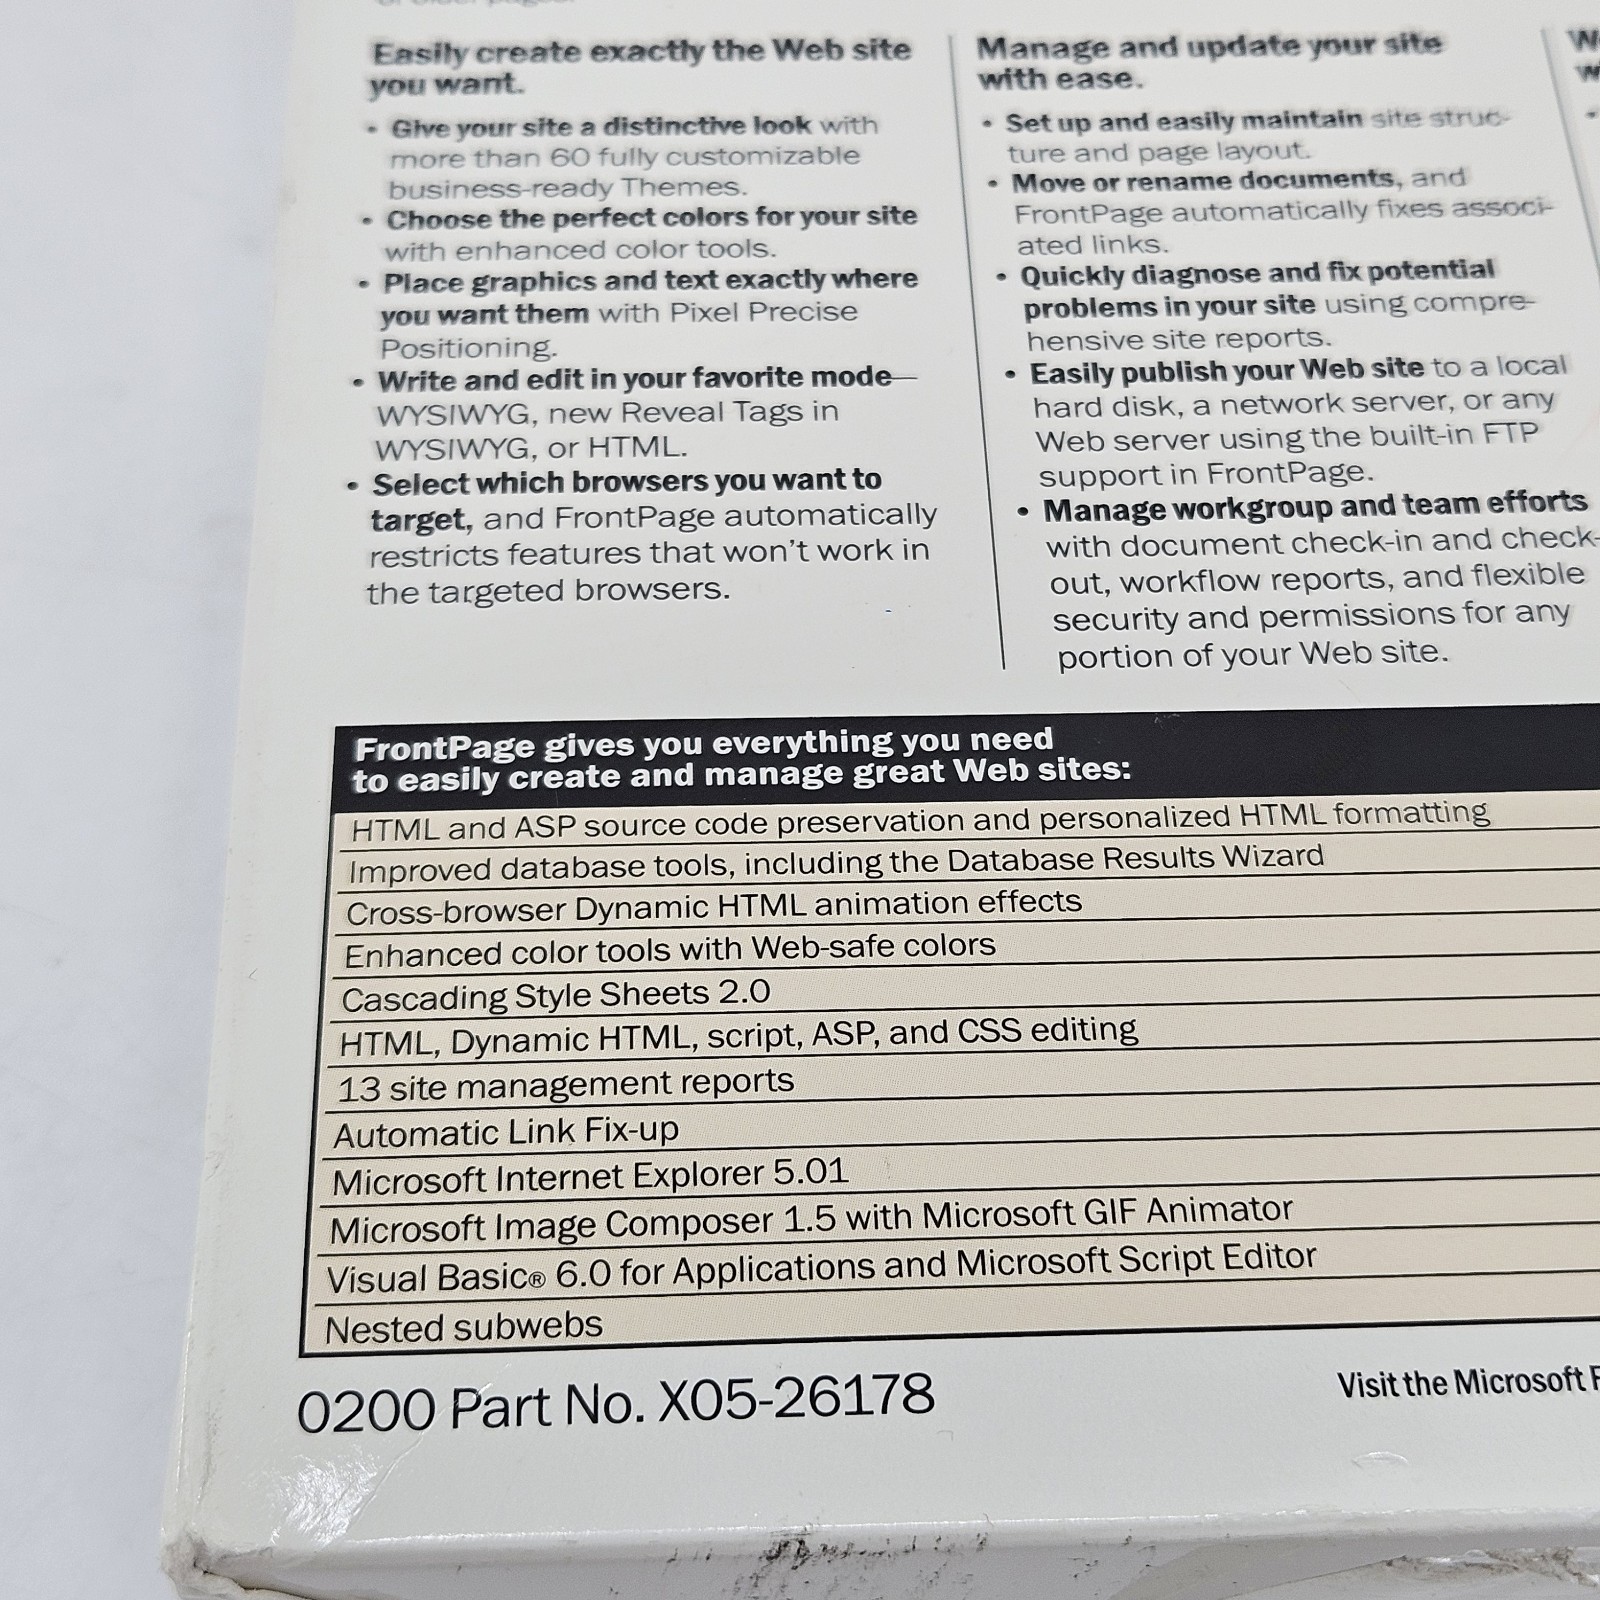 of older pages.
Easily create exactly the Web site
you want.
• Give your site a distinctive look with
more than 60 fully customizable
business-ready Themes.
• Choose the perfect colors for your site
with enhanced color tools.
• Place graphics and text exactly where
you want them with Pixel Precise
Positioning.
• Write and edit in your favorite mode—
WYSIWYG, new Reveal Tags in
WYSIWYG, or HTML.
• Select which browsers you want to
target, and FrontPage automatically
restricts features that won't work in
the targeted browsers.
Manage and update your site
with ease.
• Set up and easily maintain site struc-
ture and page layout.
• Move or rename documents, and
FrontPage automatically fixes associ-
ated links.
• Quickly diagnose and fix potential
problems in your site using compre-
hensive site reports.
• Easily publish your Web site to a local
hard disk, a network server, or any
Web server using the built-in FTP
support in FrontPage.
• Manage workgroup and team efforts
with document check-in and check-
out, workflow reports, and flexible
security and permissions for any
portion of your Web site.
FrontPage gives you everything you need
to easily create and manage great Web sites:
HTML and ASP source code preservation and personalized HTML formatting
Improved database tools, including the Database Results Wizard
Cross-browser Dynamic HTML animation effects
Enhanced color tools with Web-safe colors
Cascading Style Sheets 2.0
HTML, Dynamic HTML, script, ASP, and CSS editing
13 site management reports
Automatic Link Fix-up
Microsoft Internet Explorer 5.01
Microsoft Image Composer 1.5 with Microsoft GIF Animator
Visual Basic® 6.0 for Applications and Microsoft Script Editor
Nested subwebs
0200 Part No. X05-26178
Visit the Microsoft